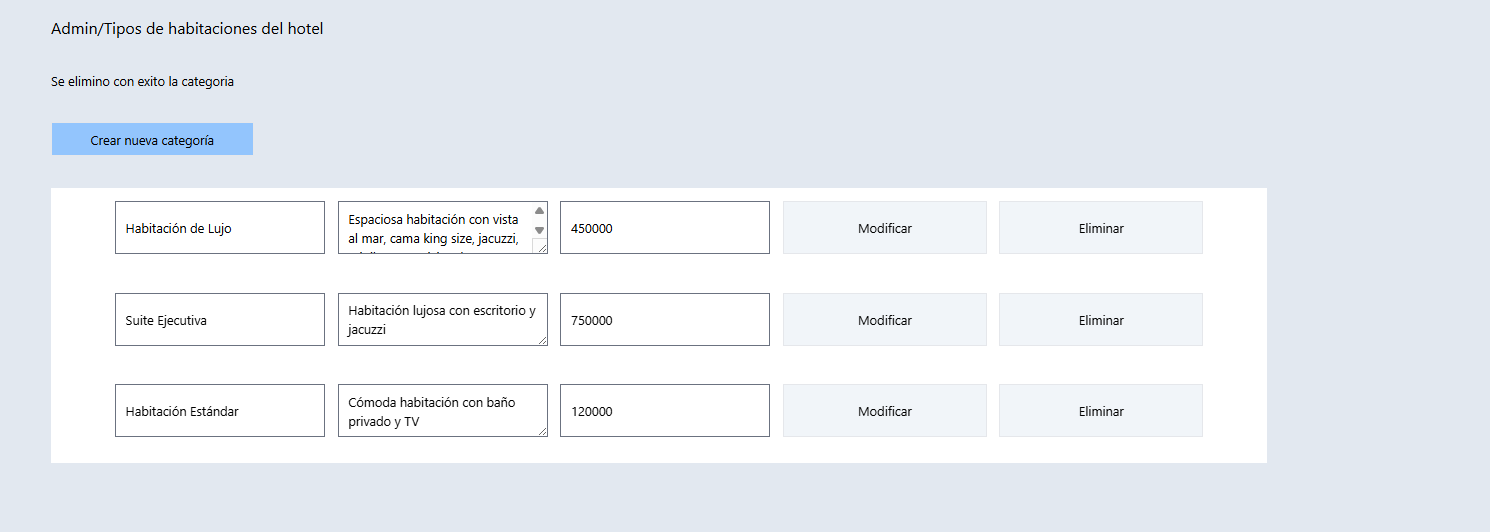 Admin/Tipos de habitaciones del hotel
Se elimino con exito la categoria
Crear nueva categoría
Habitación de Lujo
Espaciosa habitación con vista
al mar, cama king size, jacuzzi,
450000
Modificar
Eliminar
Suite Ejecutiva
Habitación lujosa con escritorio y
jacuzzi
750000
Modificar
Eliminar
Habitación Estándar
Cómoda habitación con baño
privado y TV
120000
Modificar
Eliminar